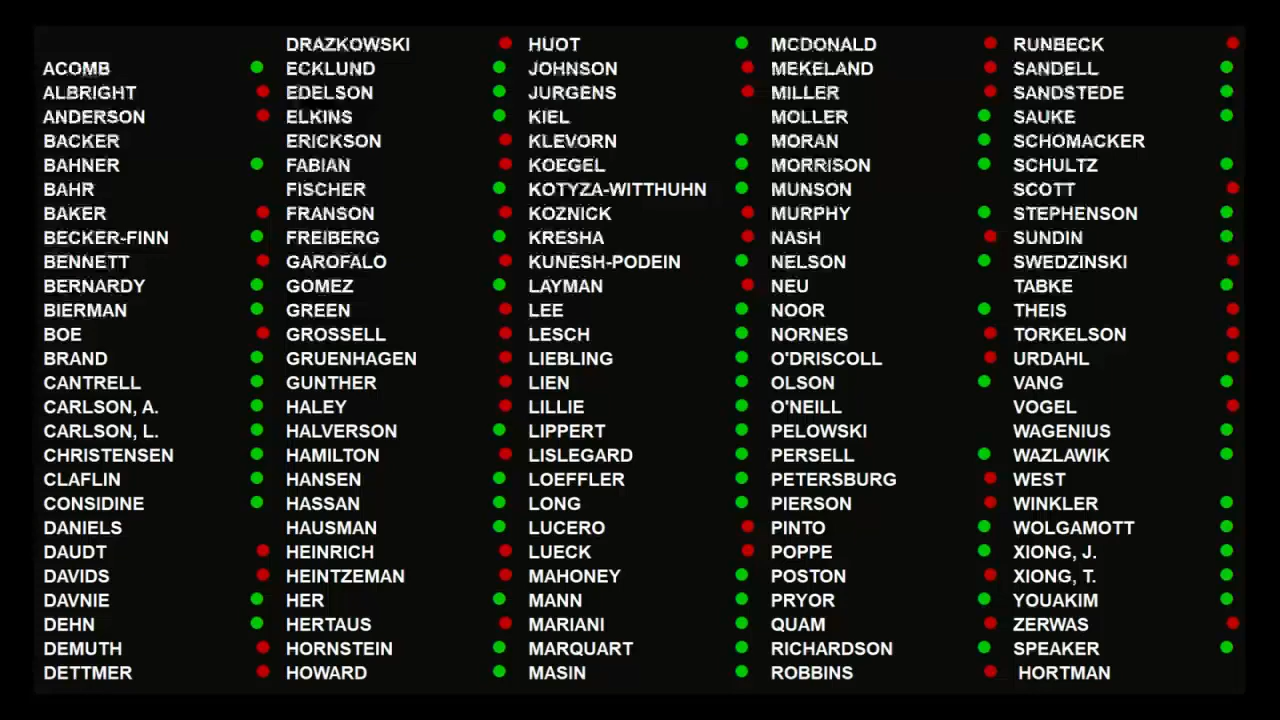 DRAZKOWSKI HUOT MCDONALD RUNBECK
ACOMB ECKLUND JOHNSON MEKELAND SANDELL
ALBRIGHT EDELSON JURGENS MILLER SANDSTEDE
ANDERSON ELKINS KIEL MOLLER SAUKE
BACKER ERICKSON KLEVORN MORAN SCHOMACKER
BAHNER FABIAN KOEGEL MORRISON SCHULTZ
BAHR FISCHER KOTYZA-WITTHUHN MUNSON SCOTT
BAKER FRANSON KOZNICK MURPHY STEPHENSON
BECKER-FINN FREIBERG KRESHA NASH SUNDIN
BENNETT GAROFALO KUNESH-PODEIN NELSON SWEDZINSKI
BERNARDY GOMEZ LAYMAN NEU TABKE
BIERMAN GREEN LEE NOOR THEIS
BOE GROSSELL LESCH NORNES TORKELSON
BRAND GRUENHAGEN LIEBLING O'DRISCOLL URDAHL
CANTRELL GUNTHER LIEN OLSON VANG
CARLSON, A. HALEY LILLIE O'NEILL VOGEL
CARLSON, L. HALVERSON LIPPERT PELOWSKI WAGENIUS
CHRISTENSEN HAMILTON LISLEGARD PERSELL WAZLAWIK
CLAFLIN HANSEN LOEFFLER PETERSBURG WEST
CONSIDINE HASSAN LONG PIERSON WINKLER
DANIELS HAUSMAN LUCERO PINTO WOLGAMOTT
DAUDT HEINRICH LUECK POPPE XIONG, J.
DAVIDS HEINTZEMAN MAHONEY POSTON XIONG, T.
DAVNIE HER MANN PRYOR YOUAKIM
DEHN HERTAUS MARIANI QUAM ZERWAS
DEMUTH HORNSTEIN MARQUART RICHARDSON SPEAKER
DETTMER HOWARD MASIN ROBBINS HORTMAN